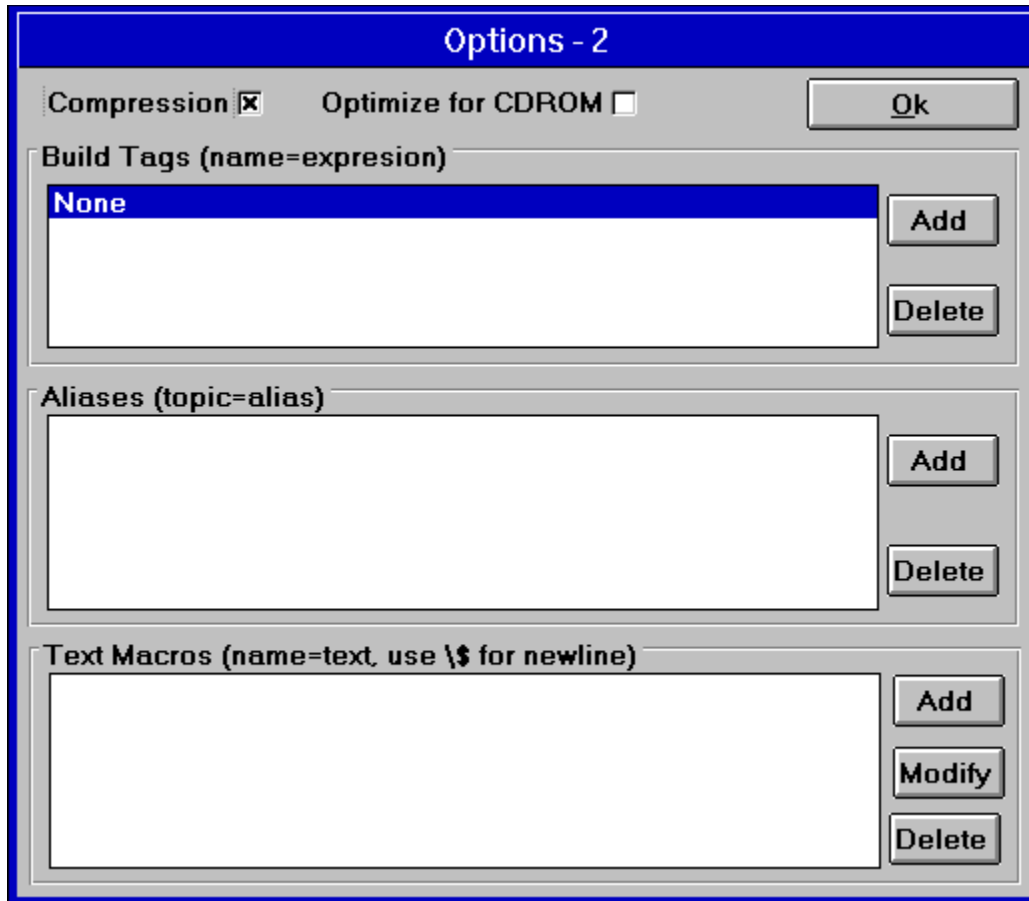 Options - 2
Compression Optimize for CDROM Ok
Build Tags (name=expresion)
None
Add
Delete
Aliases (topic=alias)
Add
Delete
Text Macros (name=text, use \$ for newline)
Add
Modify
Delete